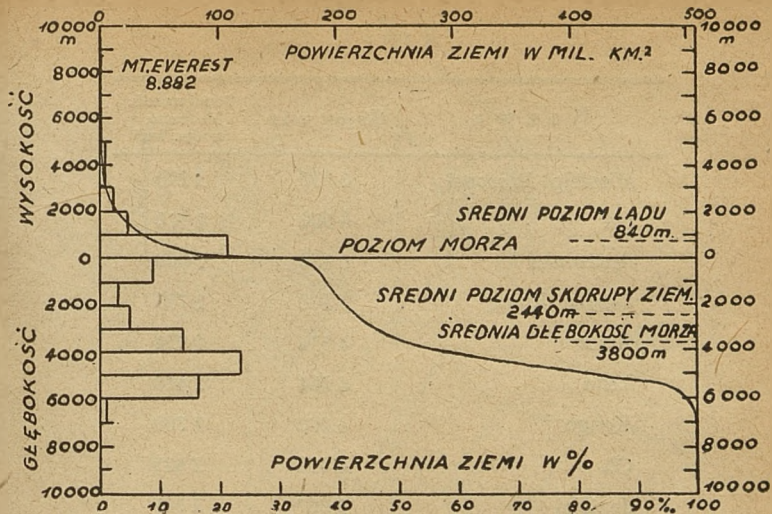 0 100 200 300 400 500
10000 m
8000
6000
4000
2000
0
2000
4000
6000
8000
10000
WYSOKOŚĆ
GŁĘBOKOŚĆ
POWIERZCHNIA ZIEMI W MIL. KM.²
MT.EVEREST
8.882
ŚREDNI POZIOM LĄDU
840m.
POZIOM MORZA
ŚREDNI POZIOM SKORUPY ZIEM.
2440m
ŚREDNIA GŁĘBOKOŚĆ MORZA
3800m
POWIERZCHNIA ZIEMI W %
10000 m
8000
6000
4000
2000
0
2000
4000
6000
8000
10000
0 10 20 30 40 50 60 70 80 90%. 100